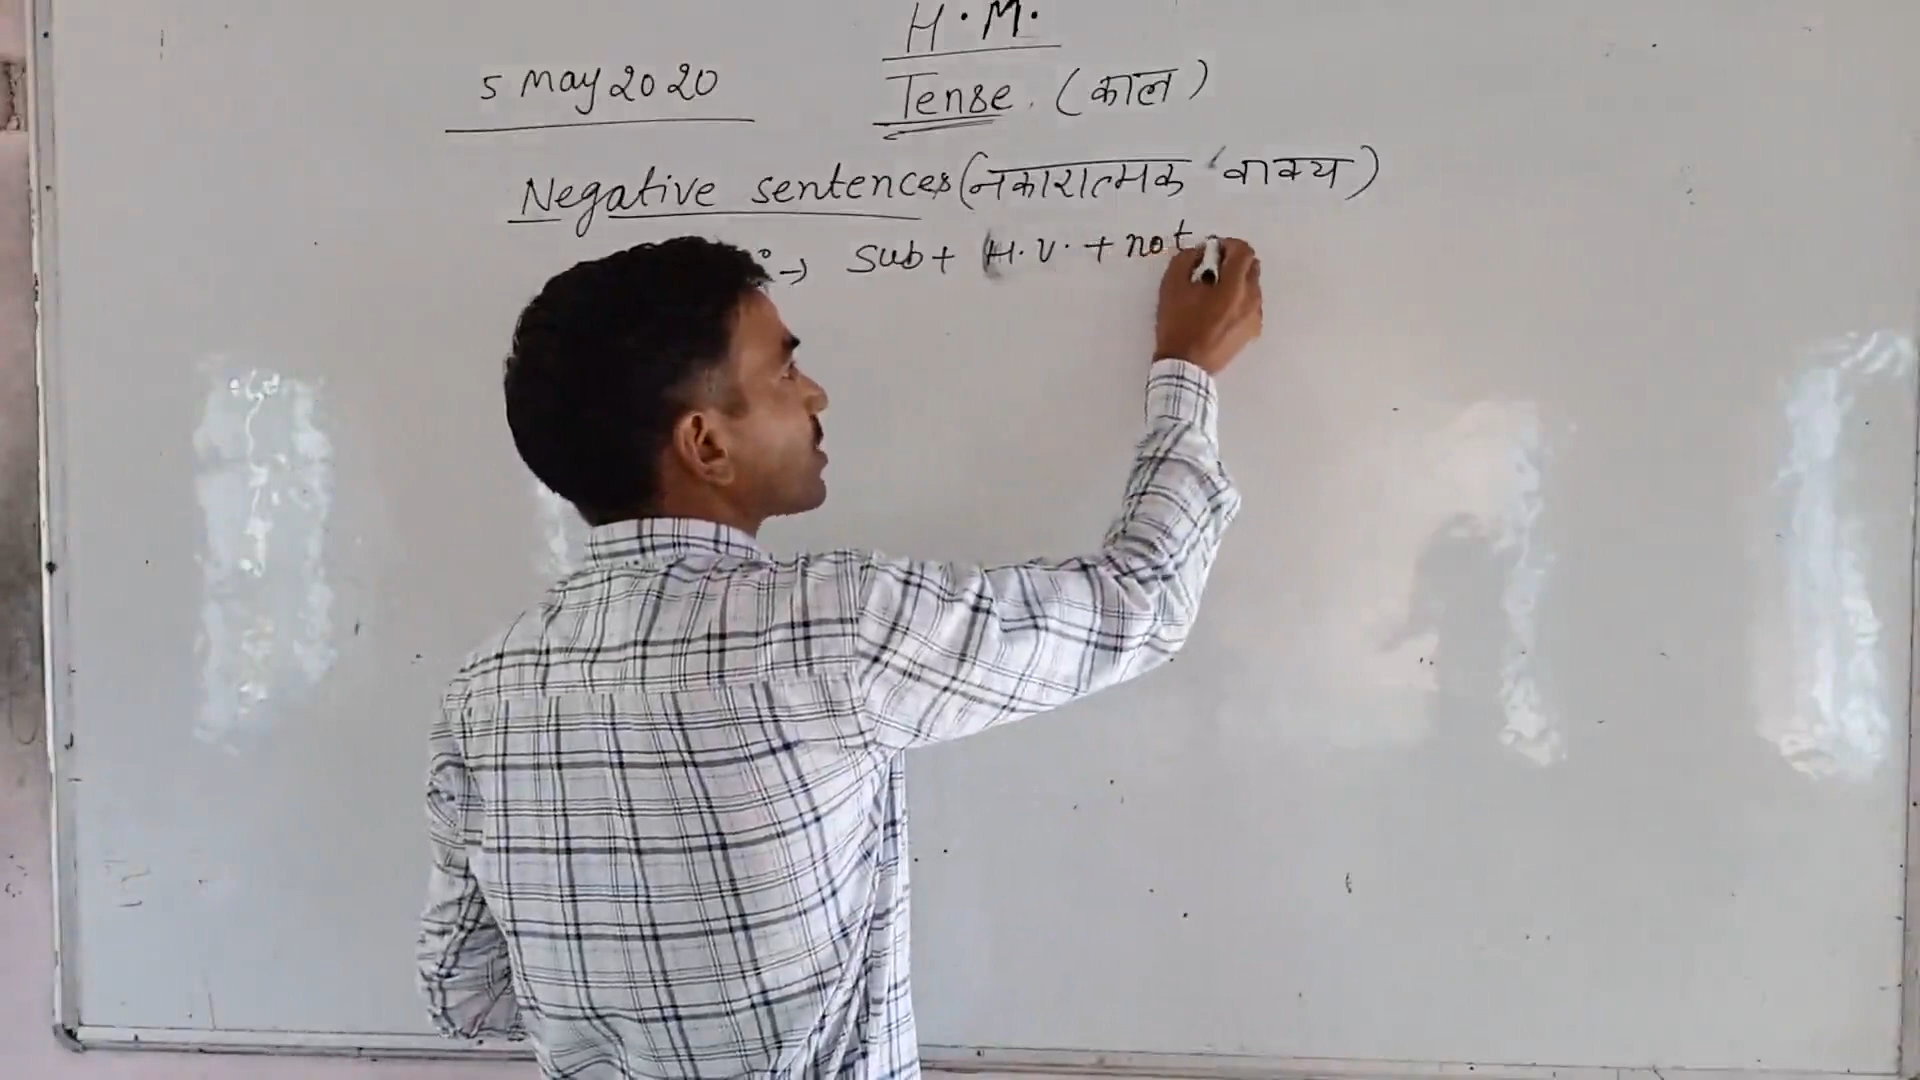 H.M.
5 May 2020
Tense. (काल)
Negative sentences (नकारात्मक वाक्य)
→ Sub + H.V. + not